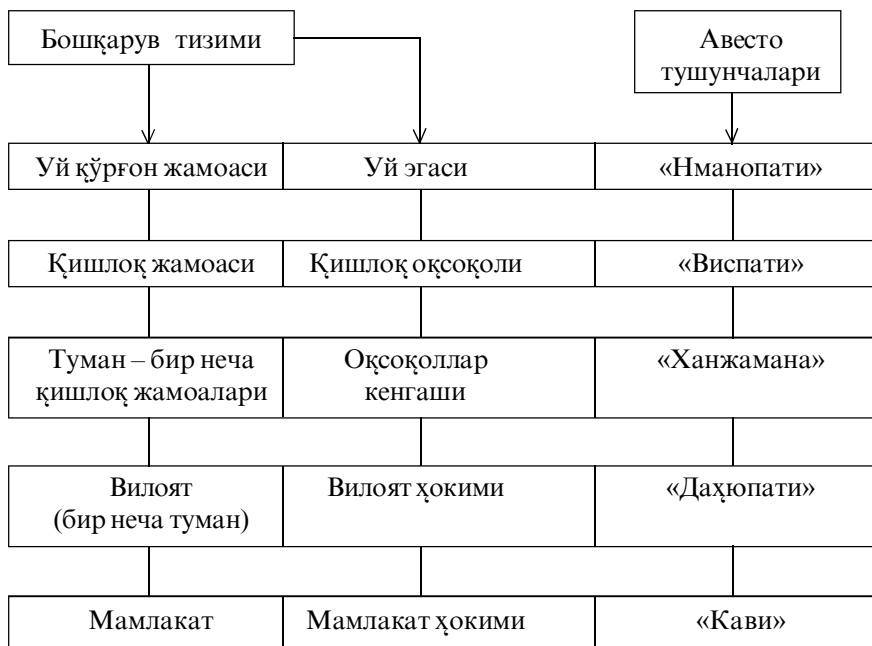 Бошқарув тизими
Авесто
тушунчалари
Уй қўрғон жамоаси
Уй эгаси
«Нманопати»
Қишлоқ жамоаси
Қишлоқ оқсоқоли
«Виспати»
Туман – бир неча
қишлоқ жамоалари
Оқсоқоллар
кенгаши
«Ханжамана»
Вилоят
(бир неча туман)
Вилоят ҳокими
«Даҳюпати»
Мамлакат
Мамлакат ҳокими
«Кави»